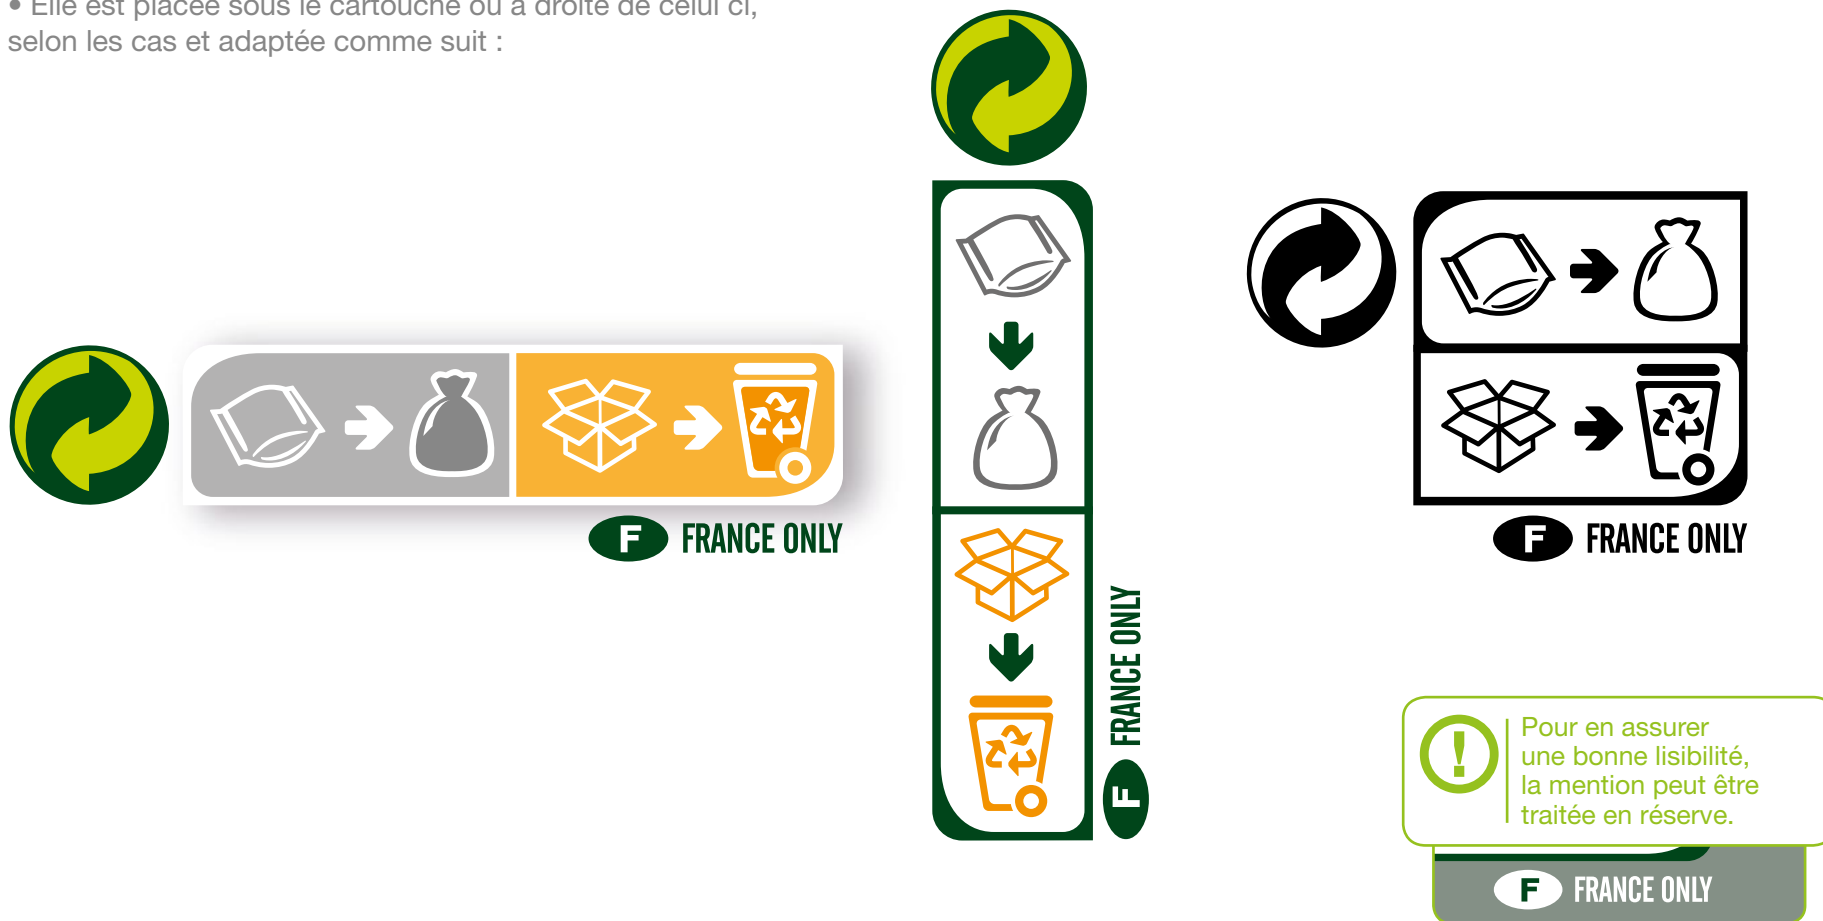 • Elle est placée sous le cartouche ou à droite de celui ci,
selon les cas et adaptée comme suit :
F FRANCE ONLY
F FRANCE ONLY
F FRANCE ONLY
Pour en assurer
une bonne lisibilité,
la mention peut être
traitée en réserve.
F FRANCE ONLY